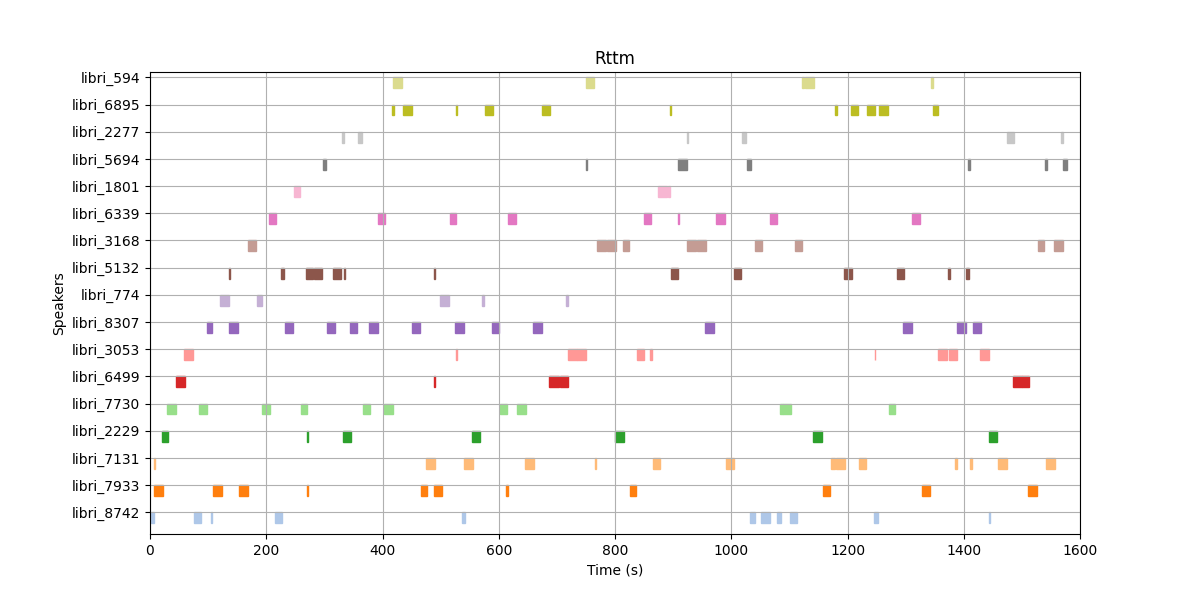 Rttm
libri_594
libri_6895
libri_2277
libri_5694
libri_1801
libri_6339
libri_3168
libri_5132
libri_774
libri_8307
libri_3053
libri_6499
libri_7730
libri_2229
libri_7131
libri_7933
libri_8742
Speakers
0 200 400 600 800 1000 1200 1400 1600
Time (s)